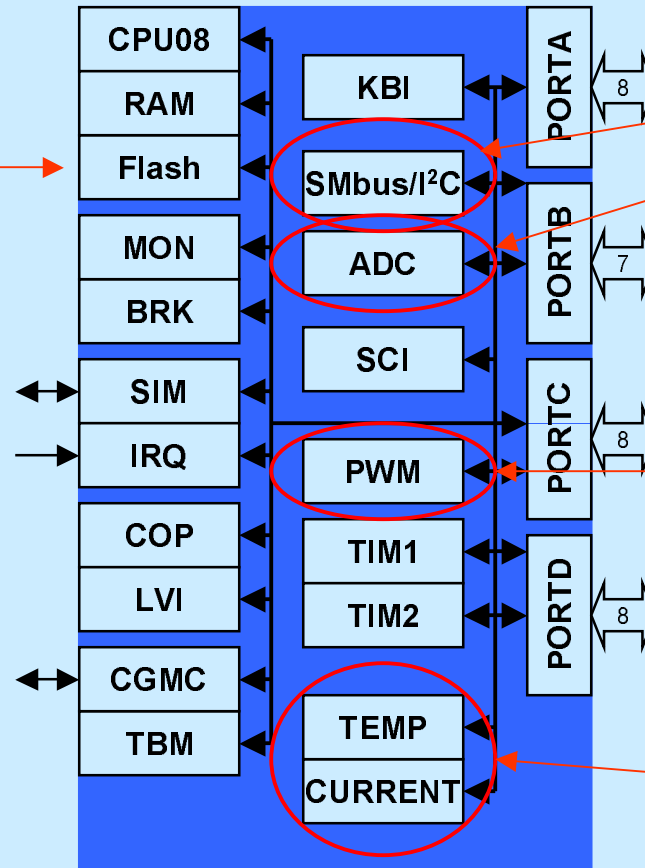 CPU08
RAM
Flash
MON
BRK
SIM
IRQ
COP
LVI
CGMC
TBM
KBI
SMbus/I²C
ADC
SCI
PWM
TIM1
TIM2
TEMP
CURRENT
PORTA
8
PORTB
7
PORTC
8
PORTD
8